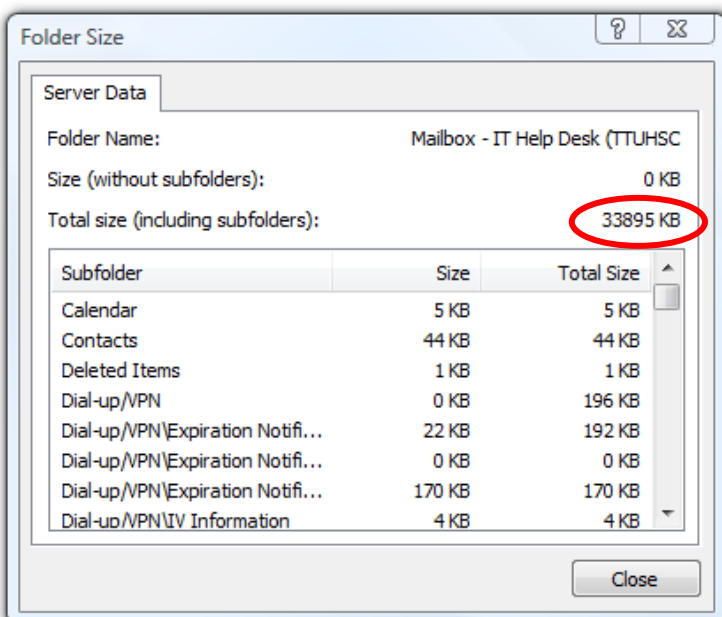 Folder Size
Server Data
Folder Name: Mailbox - IT Help Desk (TTUHSC
Size (without subfolders): 0 KB
Total size (including subfolders): 33895 KB
Subfolder Size Total Size
Calendar 5 KB 5 KB
Contacts 44 KB 44 KB
Deleted Items 1 KB 1 KB
Dial-up/VPN 0 KB 196 KB
Dial-up/VPN\Expiration Notifi... 22 KB 192 KB
Dial-up/VPN\Expiration Notifi... 0 KB 0 KB
Dial-up/VPN\Expiration Notifi... 170 KB 170 KB
Dial-up/VPN\IV Information 4 KB 4 KB
Close